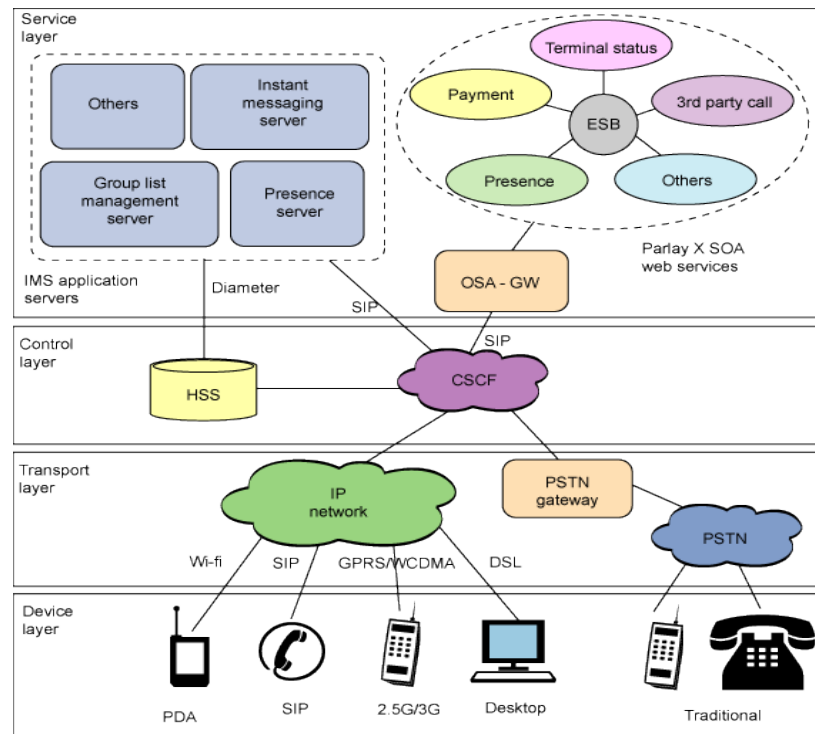 Service
layer
Others
Instant
messaging
server
Group list
management
server
Presence
server
IMS application
servers
Terminal status
Payment
3rd party call
ESB
Presence
Others
Parlay X SOA
web services
OSA - GW
Diameter
SIP
SIP
Control
layer
HSS
CSCF
Transport
layer
IP
network
PSTN
gateway
PSTN
Wi-fi
SIP
GPRS/WCDMA
DSL
Device
layer
PDA
SIP
2.5G/3G
Desktop
Traditional